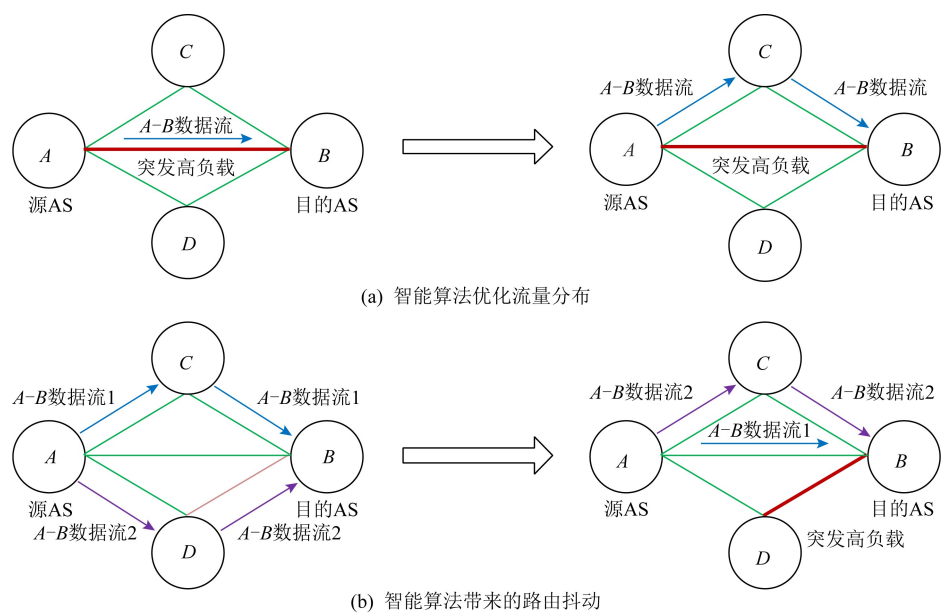 C
C
A-B数据流
A-B数据流
A-B数据流
A
B
A
B
突发高负载
突发高负载
源AS
目的AS
源AS
目的AS
D
D
(a) 智能算法优化流量分布
C
C
A-B数据流1
A-B数据流1
A-B数据流2
A-B数据流2
A-B数据流1
A
B
A
B
源AS
目的AS
源AS
目的AS
A-B数据流2
A-B数据流2
D
D
突发高负载
(b) 智能算法带来的路由抖动